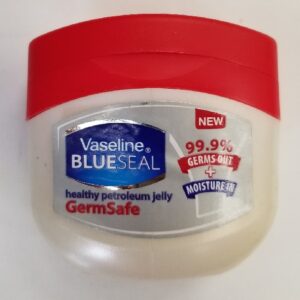 Vaseline®
BLUESEAL
healthy petroleum jelly
GermSafe
NEW
99.9%
GERMS OUT
+
MOISTURE IN